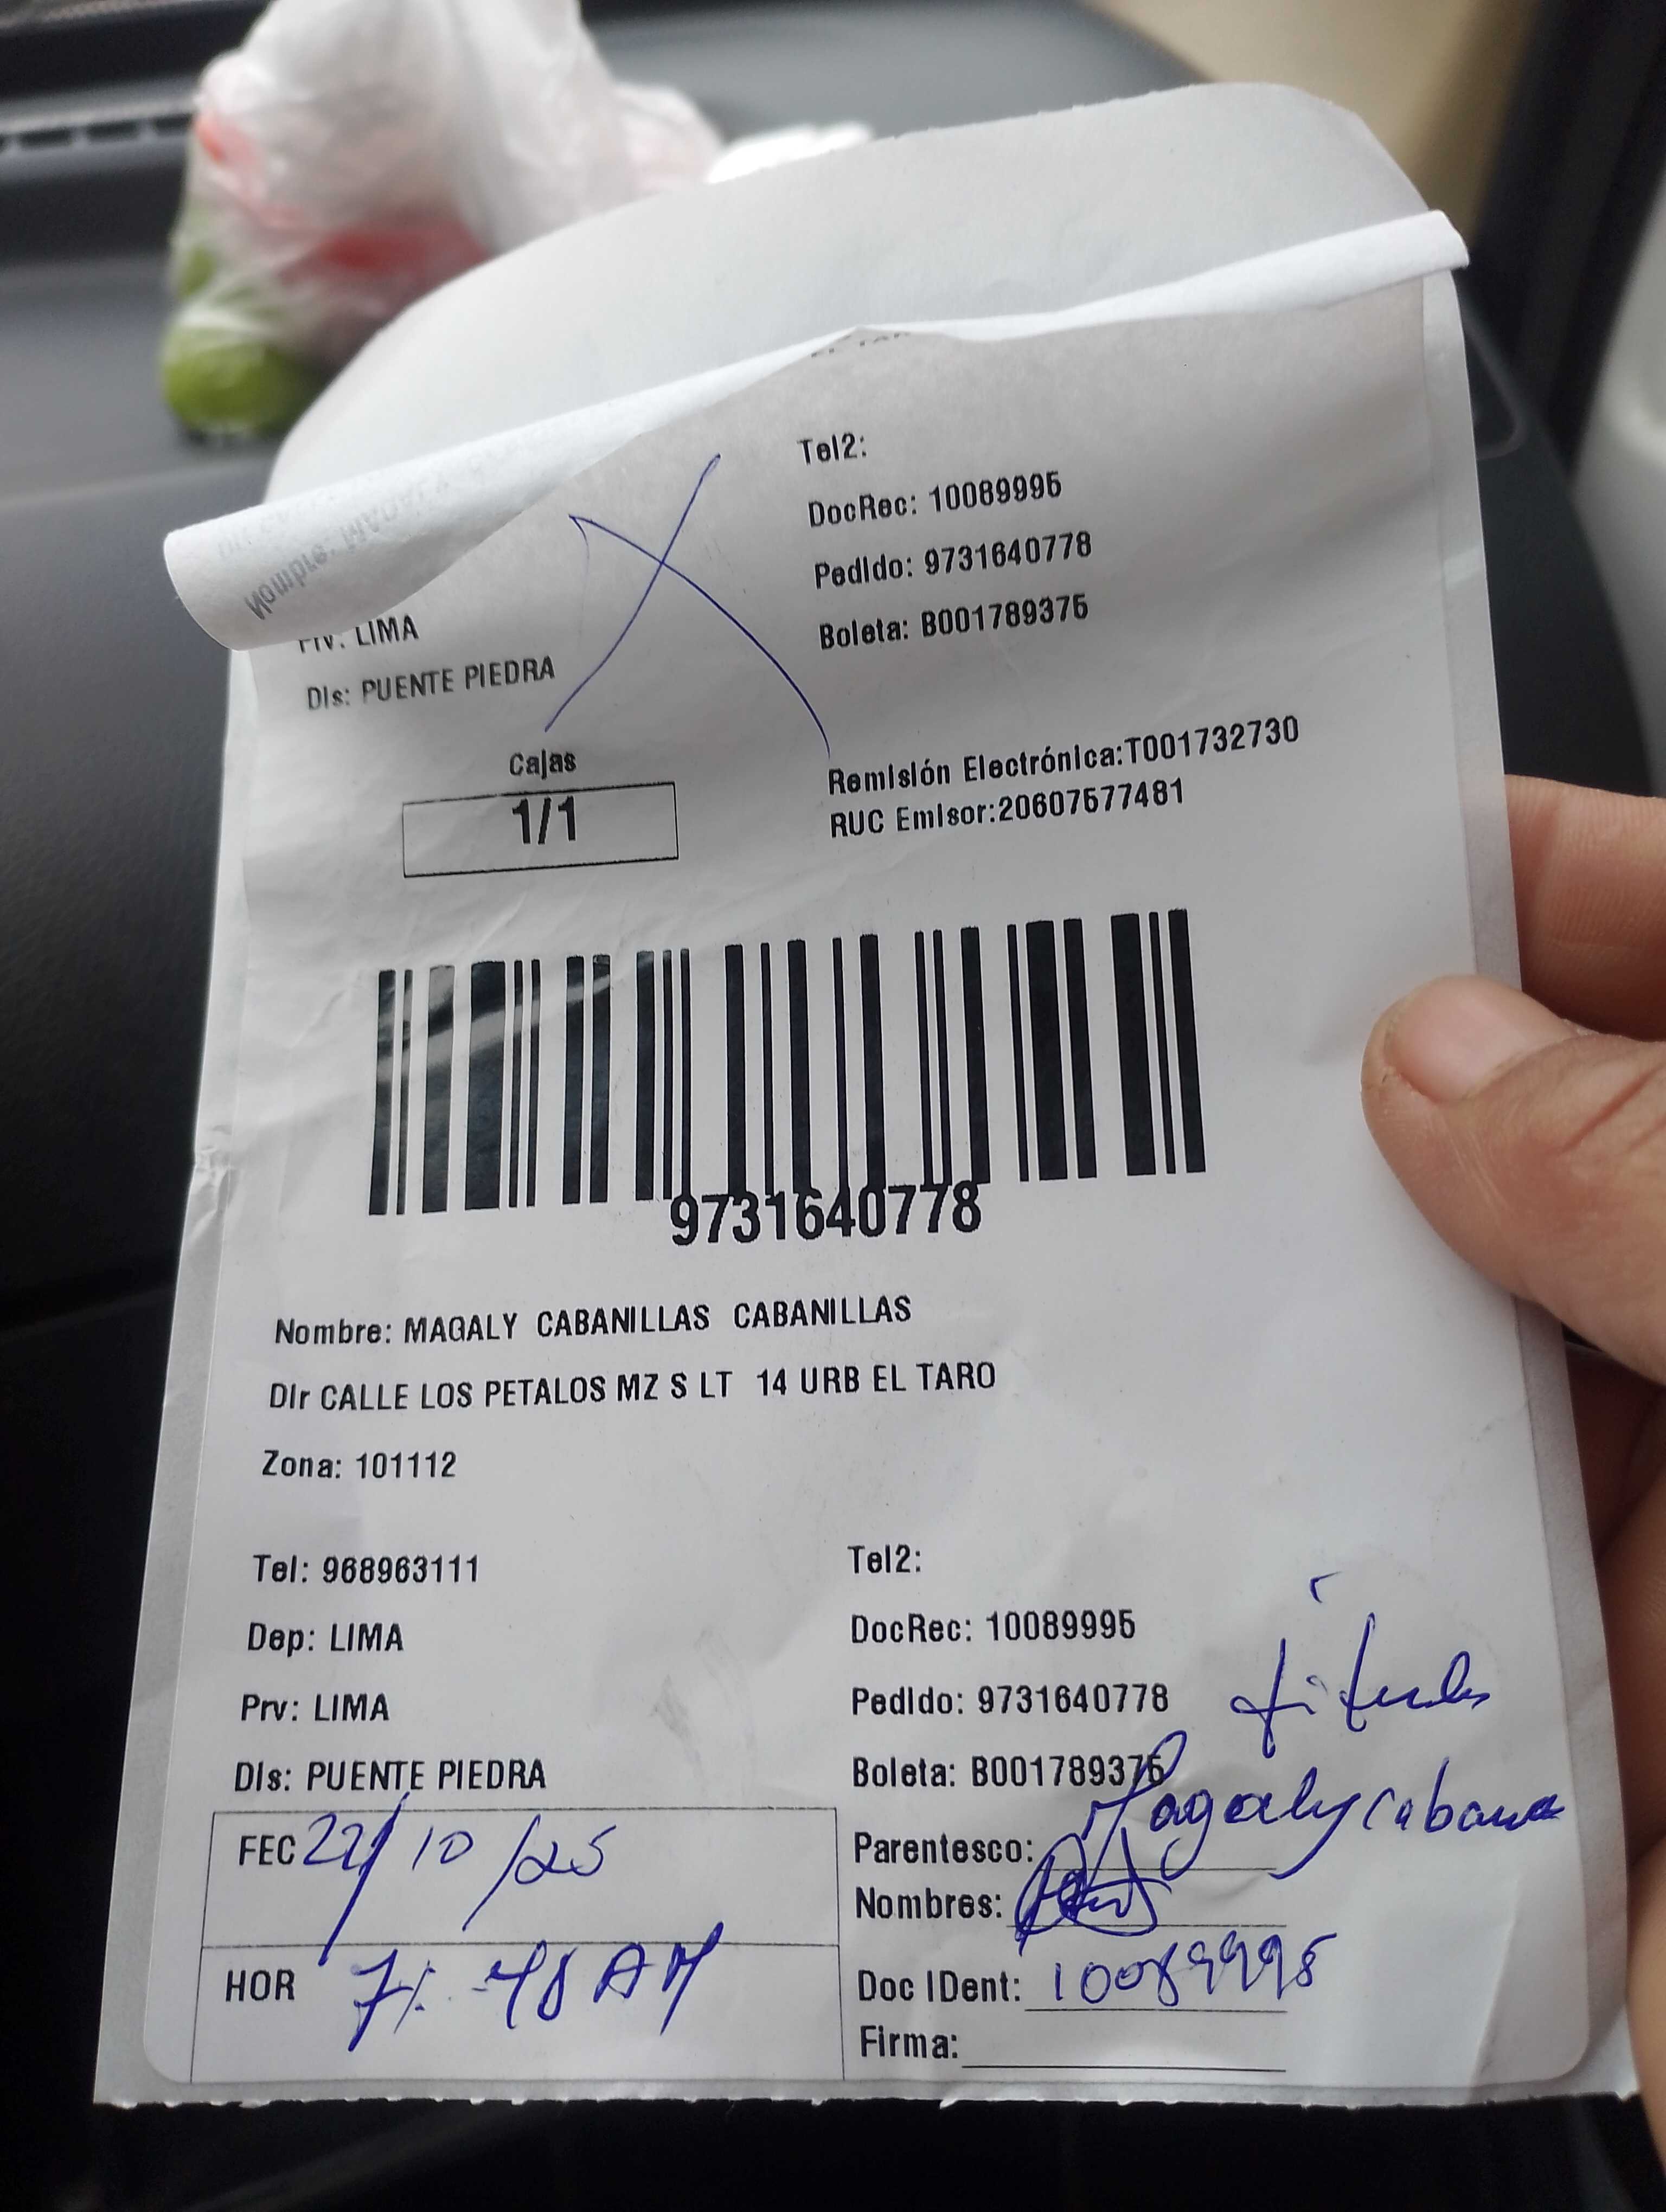 Tel2:
DocRec: 10089995
Pedido: 9731640778
Boleta: B001789375
Prv: LIMA
Dis: PUENTE PIEDRA
Cajas
1/1
Remisión Electrónica:T001732730
RUC Emisor:20607577481
9731640778
Nombre: MAGALY CABANILLAS CABANILLAS
Dir CALLE LOS PETALOS MZ S LT 14 URB EL TARO
Zona: 101112
Tel: 968963111
Tel2:
Dep: LIMA
DocRec: 10089995
Prv: LIMA
Pedido: 9731640778
Dis: PUENTE PIEDRA
Boleta: B001789375
FEC 22/10/25
Parentesco: Magaly
Nombres:
HOR 7:48 AM
Doc IDent: 10089995
Firma: